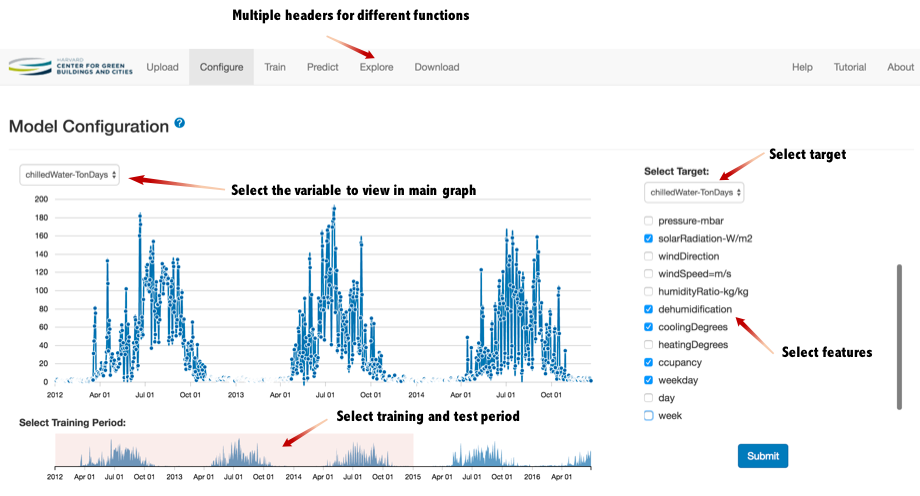 Multiple headers for different functions
HARVARD
CENTER FOR GREEN
BUILDINGS AND CITIES
Upload Configure Train Predict Explore Download Help Tutorial About
Model Configuration ?
Select target
chilledWater-TonDays
Select the variable to view in main graph
Select Target:
chilledWater-TonDays
200
180
160
140
120
100
80
60
40
20
0
2012 Apr 01 Jul 01 Oct 01 2013 Apr 01 Jul 01 Oct 01 2014 Apr 01 Jul 01 Oct 01 2016 Apr 01 Jul 01 Oct 01
pressure-mbar
solarRadiation-W/m2
windDirection
windSpeed=m/s
humidityRatio-kg/kg
dehumidification
coolingDegrees
heatingDegrees
ccupancy
weekday
day
week
Select features
Select Training Period:
Select training and test period
2012 Apr 01 Jul 01 Oct 01 2013 Apr 01 Jul 01 Oct 01 2014 Apr 01 Jul 01 Oct 01 2015 Apr 01 Jul 01 Oct 01 2016 Apr 01
Submit